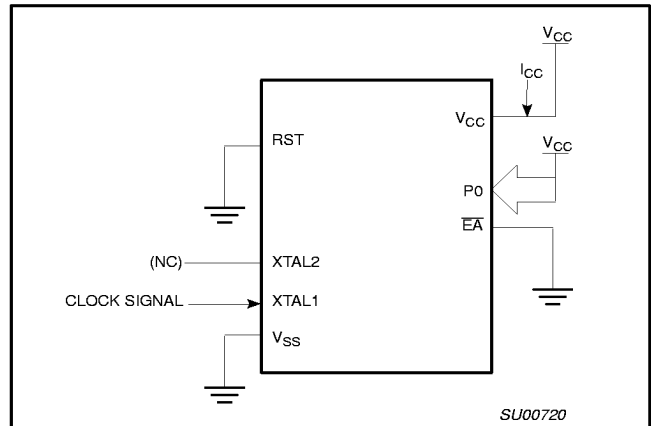 VCC
ICC
VCC
RST
VCC
P0
EA
(NC)
XTAL2
CLOCK SIGNAL
XTAL1
VSS
SU00720